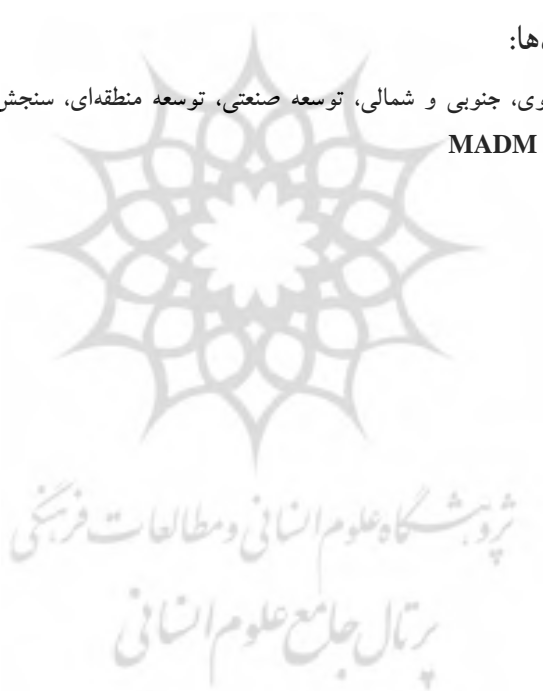 ها:
وی، جنوبی و شمالی، توسعه صنعتی، توسعه منطقه‌ای، سنجش
MADM
پژوهشگاه علوم انسانی و مطالعات فرهنگی
پرتال جامع علوم انسانی